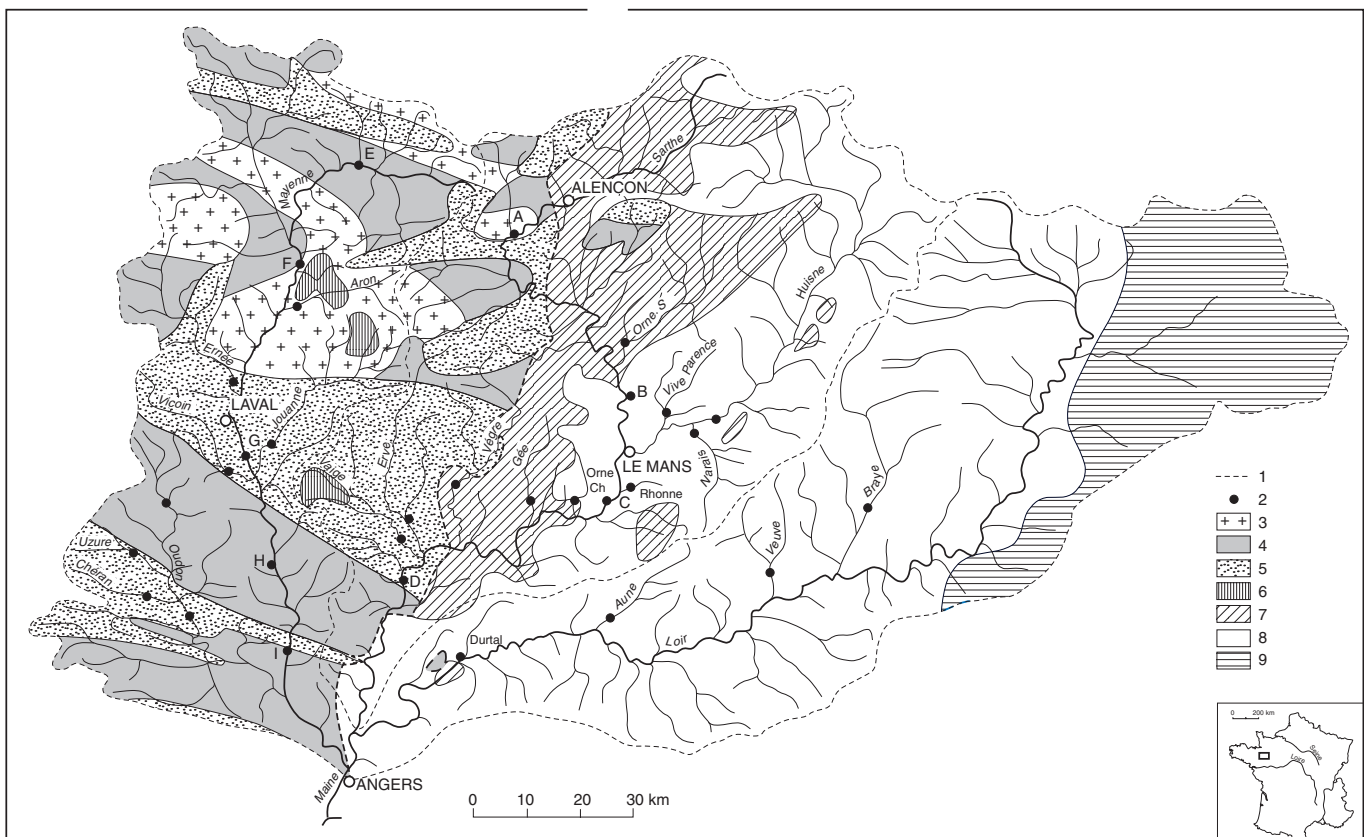 E
Mayenne
Sarthe
ALENÇON
A
F
Aron
Huisne
Orne. S
Ernée
Vive Parence
B
LAVAL
Vicoin
Jouanne
G
Erve
Vègre
Gée
LE MANS
Narais
Orne
Ch
C
Rhonne
Braye
Uzure
Oudon
Chéran
H
D
Veuve
Aune
Durtal
Loir
I
Maine
ANGERS
0 10 20 30 km
1
2
3
4
5
6
7
8
9
0 200 km
Seine
Loire